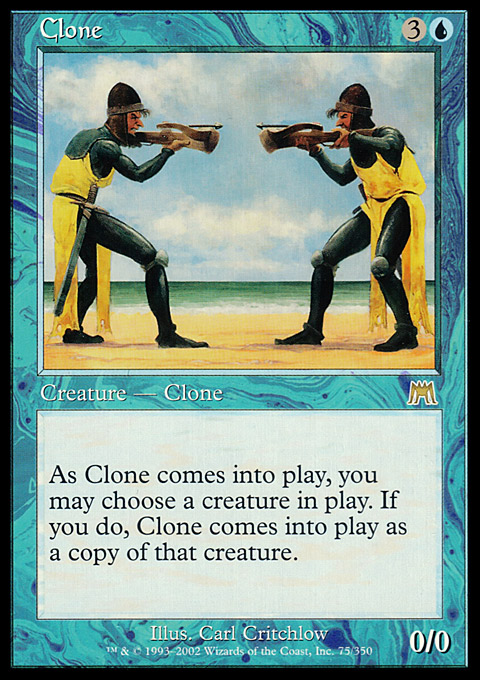 Clone
3
Creature — Clone
As Clone comes into play, you
may choose a creature in play. If
you do, Clone comes into play as
a copy of that creature.
Illus. Carl Critchlow
™ & © 1993–2002 Wizards of the Coast, Inc. 75/350
0/0